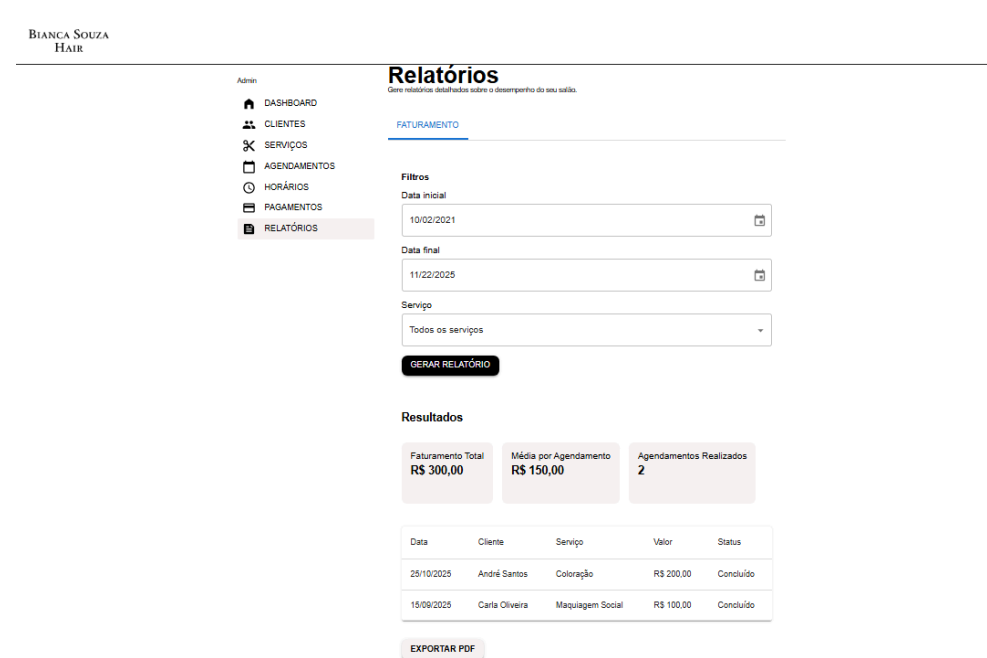 Bianca Souza
Hair
Admin
DASHBOARD
CLIENTES
SERVIÇOS
AGENDAMENTOS
HORÁRIOS
PAGAMENTOS
RELATÓRIOS
Relatórios
Gere relatórios detalhados sobre o desempenho do seu salão.
FATURAMENTO
Filtros
Data inicial
10/02/2021
Data final
11/22/2025
Serviço
Todos os serviços
GERAR RELATÓRIO
Resultados
Faturamento Total Média por Agendamento Agendamentos Realizados
R$ 300,00 R$ 150,00 2
Data Cliente Serviço Valor Status
25/10/2025 André Santos Coloração R$ 200,00 Concluído
15/09/2025 Carla Oliveira Maquiagem Social R$ 100,00 Concluído
EXPORTAR PDF